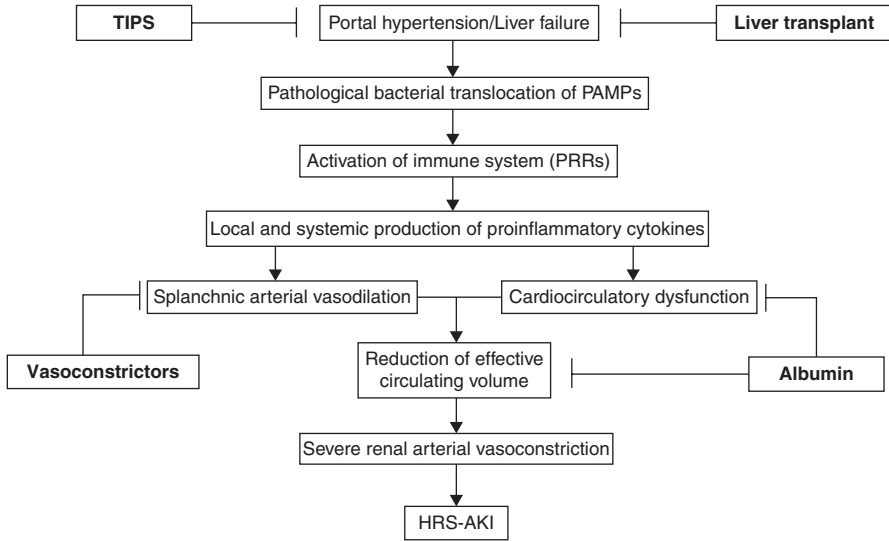 TIPS
Portal hypertension/Liver failure
Liver transplant
Pathological bacterial translocation of PAMPs
Activation of immune system (PRRs)
Local and systemic production of proinflammatory cytokines
Splanchnic arterial vasodilation
Cardiocirculatory dysfunction
Vasoconstrictors
Reduction of effective
circulating volume
Albumin
Severe renal arterial vasoconstriction
HRS-AKI